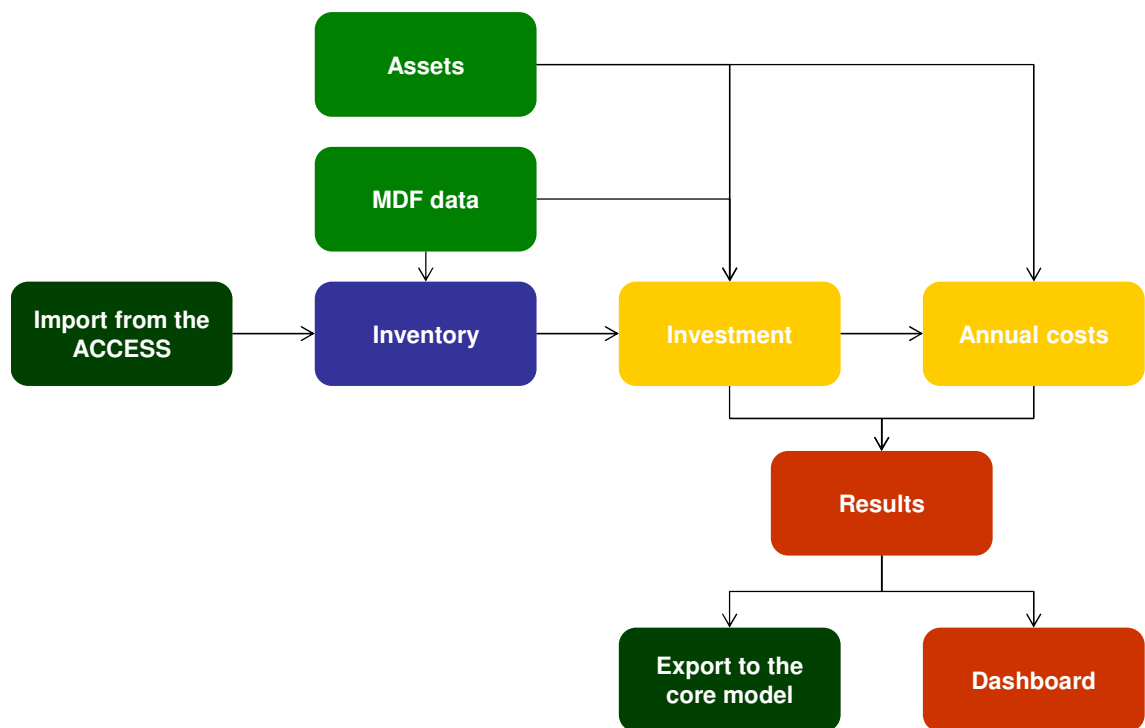 Assets
MDF data
Import from the
ACCESS
Inventory
Investment
Annual costs
Results
Export to the
core model
Dashboard